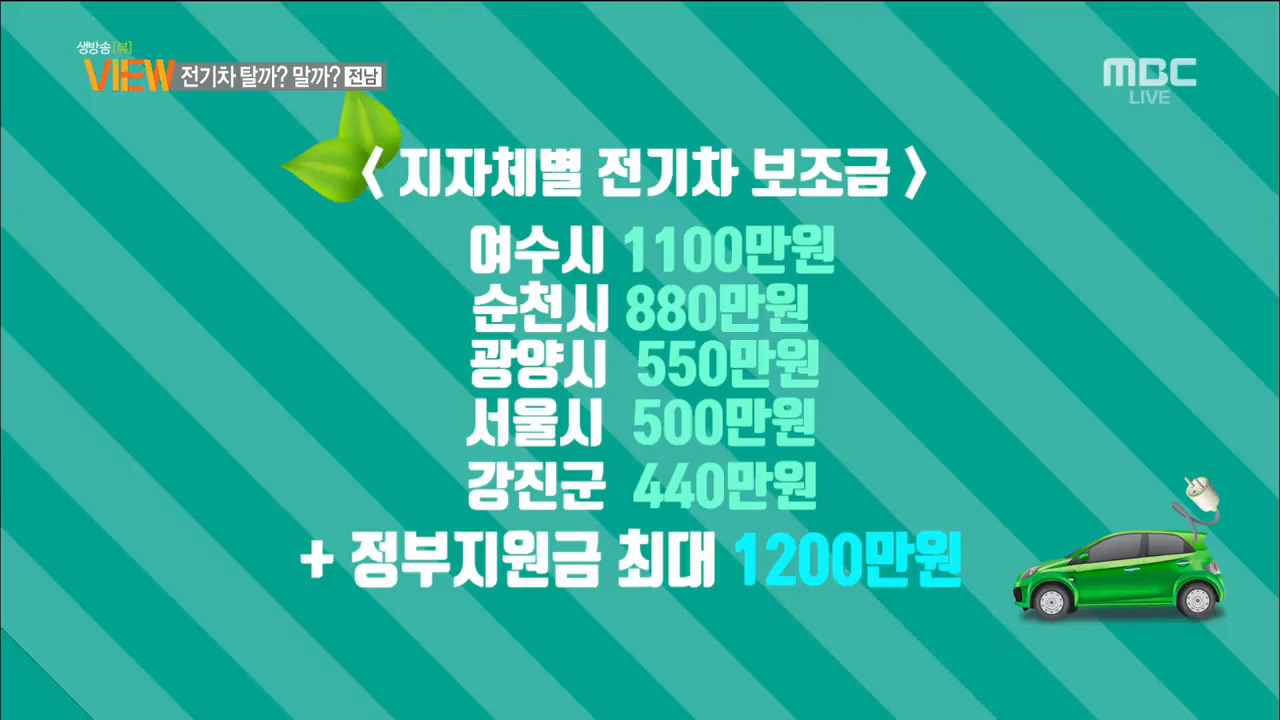 생방송[뷰]
VIEW 전기차 탈까? 말까? 전남
MBC
LIVE
〈 지자체별 전기차 보조금 〉
여수시 1100만원
순천시 880만원
광양시 550만원
서울시 500만원
강진군 440만원
+ 정부지원금 최대 1200만원